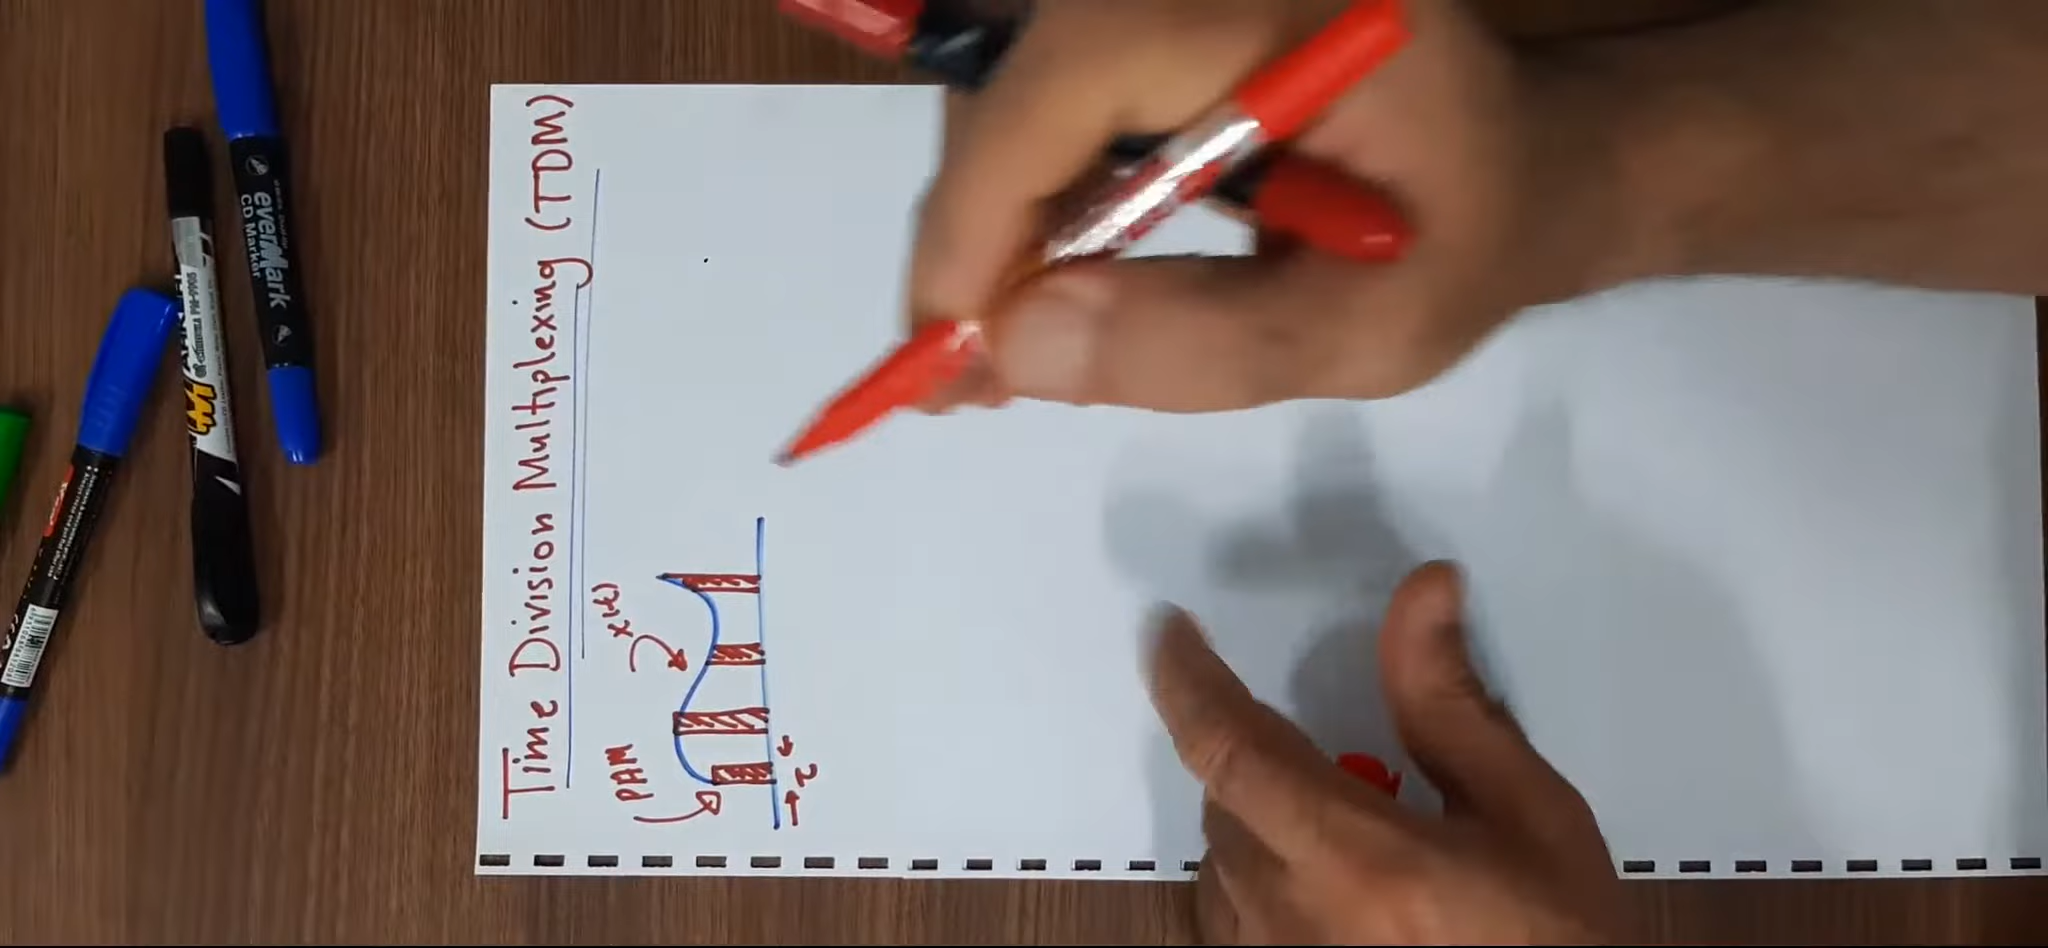 Time Division Multiplexing (TDM)
PAM
x(t)
→ τ ←
everMark
CD Marker